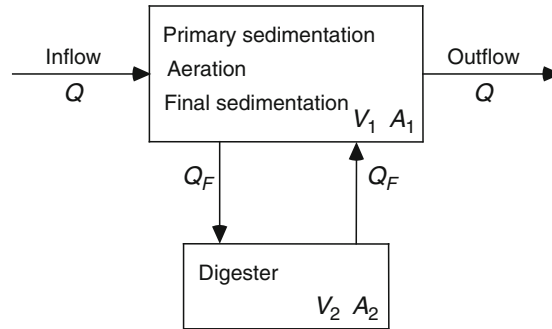 Inflow
Q
Primary sedimentation
Aeration
Final sedimentation
V1 A1
Outflow
Q
QF
QF
Digester
V2 A2